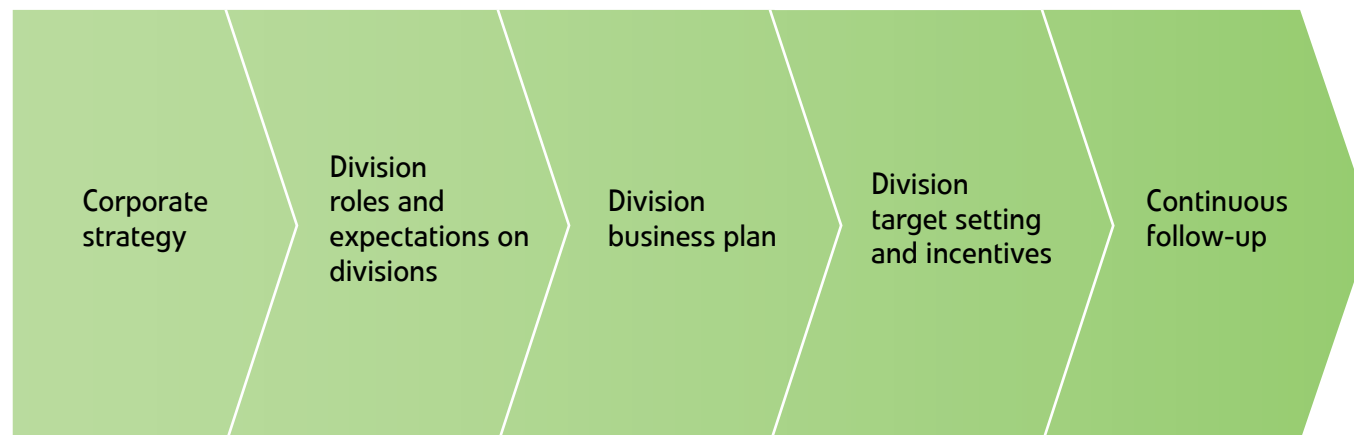 Corporate
strategy
Division
roles and
expectations on
divisions
Division
business plan
Division
target setting
and incentives
Continuous
follow-up